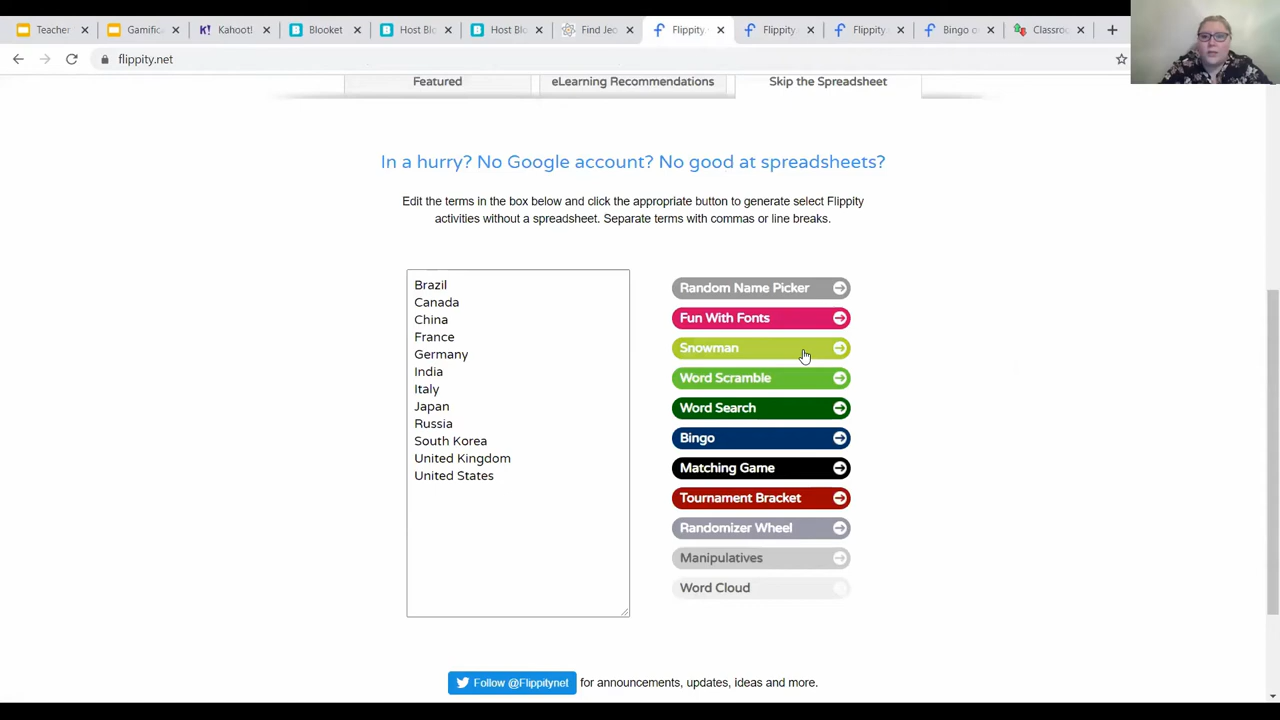 Teacher
Gamific
Kahoot!
Blooket
Host Blo
Host Blo
Find Jeo
Flippity.
Flippity
Flippity
Bingo o
Classroo
flippity.net
Featured
eLearning Recommendations
Skip the Spreadsheet
In a hurry? No Google account? No good at spreadsheets?
Edit the terms in the box below and click the appropriate button to generate select Flippity
activities without a spreadsheet. Separate terms with commas or line breaks.
Brazil
Canada
China
France
Germany
India
Italy
Japan
Russia
South Korea
United Kingdom
United States
Random Name Picker
Fun With Fonts
Snowman
Word Scramble
Word Search
Bingo
Matching Game
Tournament Bracket
Randomizer Wheel
Manipulatives
Word Cloud
Follow @Flippitynet for announcements, updates, ideas and more.